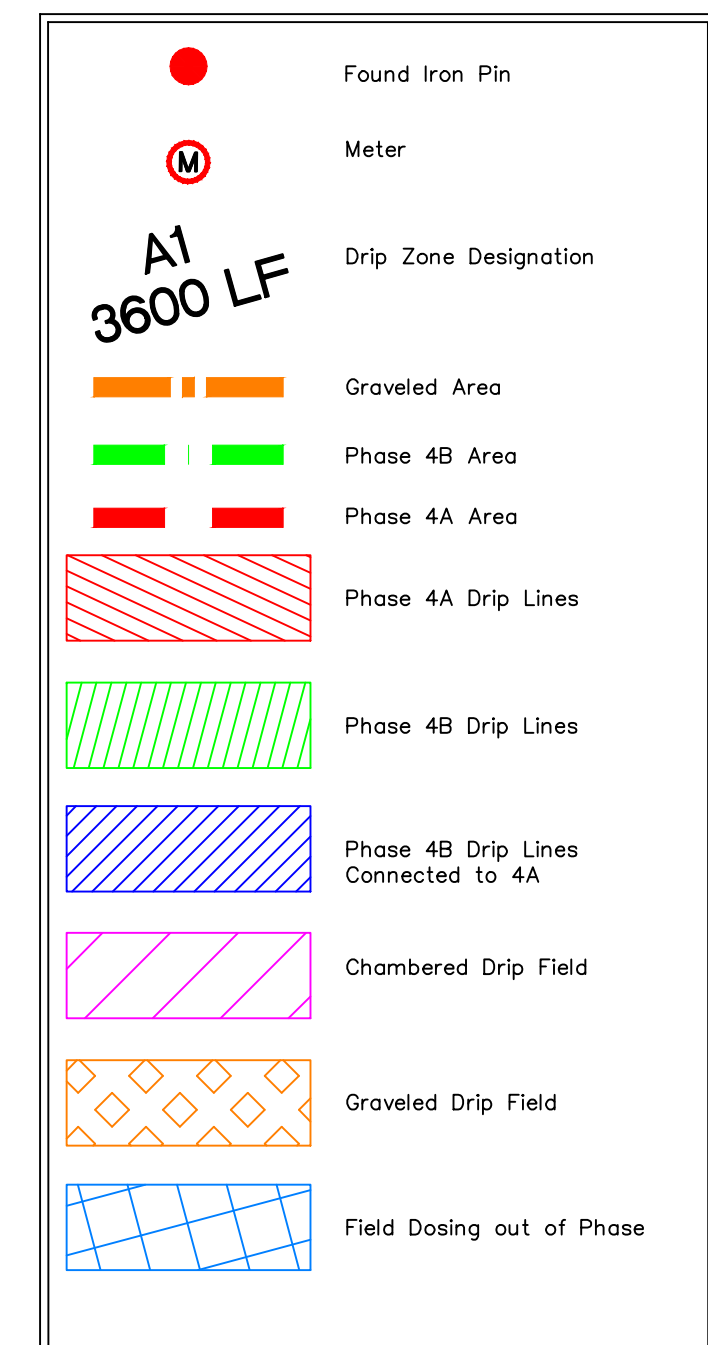 Found Iron Pin
M
Meter
A1
3600 LF
Drip Zone Designation
Graveled Area
Phase 4B Area
Phase 4A Area
Phase 4A Drip Lines
Phase 4B Drip Lines
Phase 4B Drip Lines
Connected to 4A
Chambered Drip Field
Graveled Drip Field
Field Dosing out of Phase